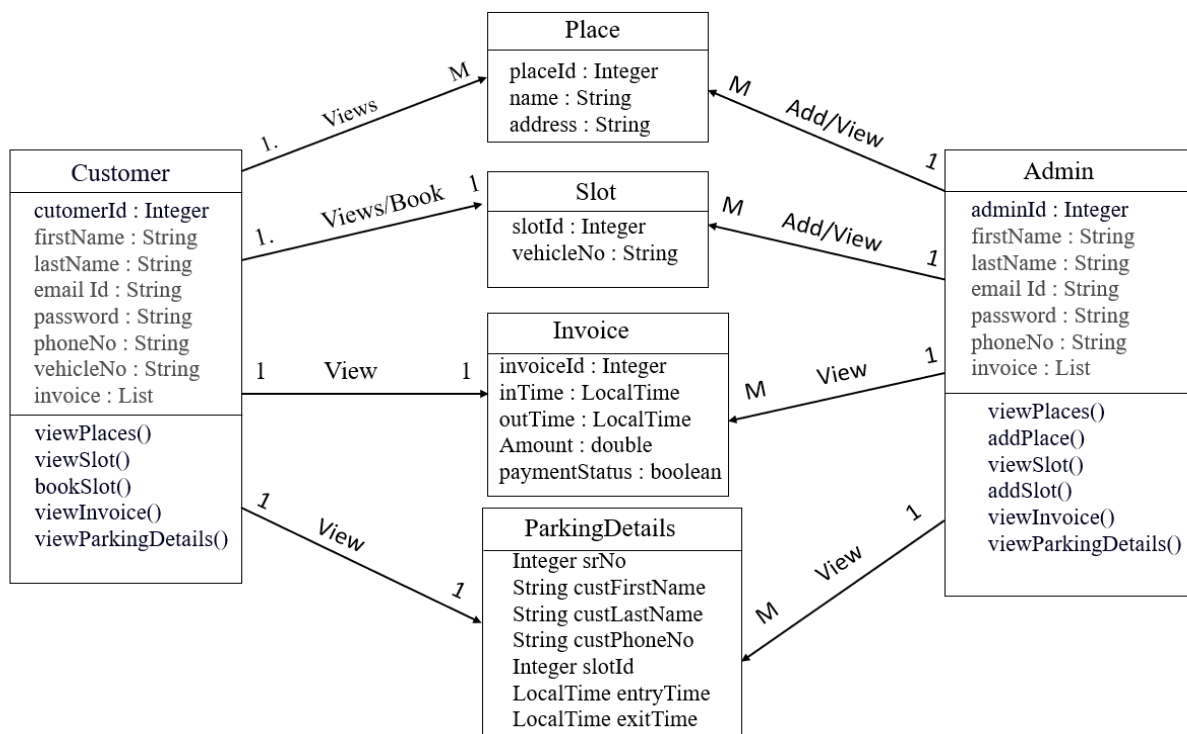 Place
placeId : Integer
name : String
address : String
1.
Views
M
M
Add/View
1
Customer
cutomerId : Integer
firstName : String
lastName : String
email Id : String
password : String
phoneNo : String
vehicleNo : String
invoice : List
viewPlaces()
viewSlot()
bookSlot()
viewInvoice()
viewParkingDetails()
1.
Views/Book
1
Slot
slotId : Integer
vehicleNo : String
M
Add/View
1
1
View
1
Invoice
invoiceId : Integer
inTime : LocalTime
outTime : LocalTime
Amount : double
paymentStatus : boolean
M
View
1
1
View
1
ParkingDetails
Integer srNo
String custFirstName
String custLastName
String custPhoneNo
Integer slotId
LocalTime entryTime
LocalTime exitTime
M
View
1
Admin
adminId : Integer
firstName : String
lastName : String
email Id : String
password : String
phoneNo : String
invoice : List
viewPlaces()
addPlace()
viewSlot()
addSlot()
viewInvoice()
viewParkingDetails()